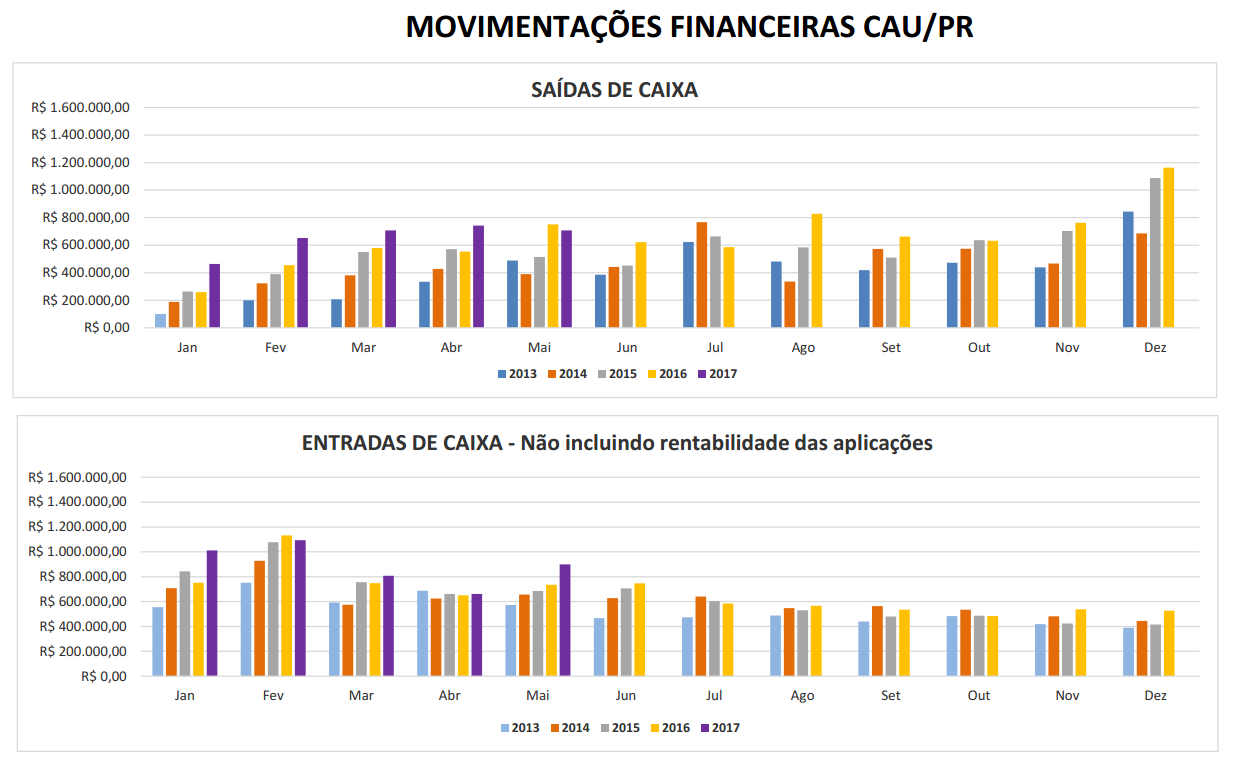 MOVIMENTAÇÕES FINANCEIRAS CAU/PR
SAÍDAS DE CAIXA
R$ 1.600.000,00
R$ 1.400.000,00
R$ 1.200.000,00
R$ 1.000.000,00
R$ 800.000,00
R$ 600.000,00
R$ 400.000,00
R$ 200.000,00
R$ 0,00
Jan Fev Mar Abr Mai Jun Jul Ago Set Out Nov Dez
2013 2014 2015 2016 2017
ENTRADAS DE CAIXA - Não incluindo rentabilidade das aplicações
R$ 1.600.000,00
R$ 1.400.000,00
R$ 1.200.000,00
R$ 1.000.000,00
R$ 800.000,00
R$ 600.000,00
R$ 400.000,00
R$ 200.000,00
R$ 0,00
Jan Fev Mar Abr Mai Jun Jul Ago Set Out Nov Dez
2013 2014 2015 2016 2017